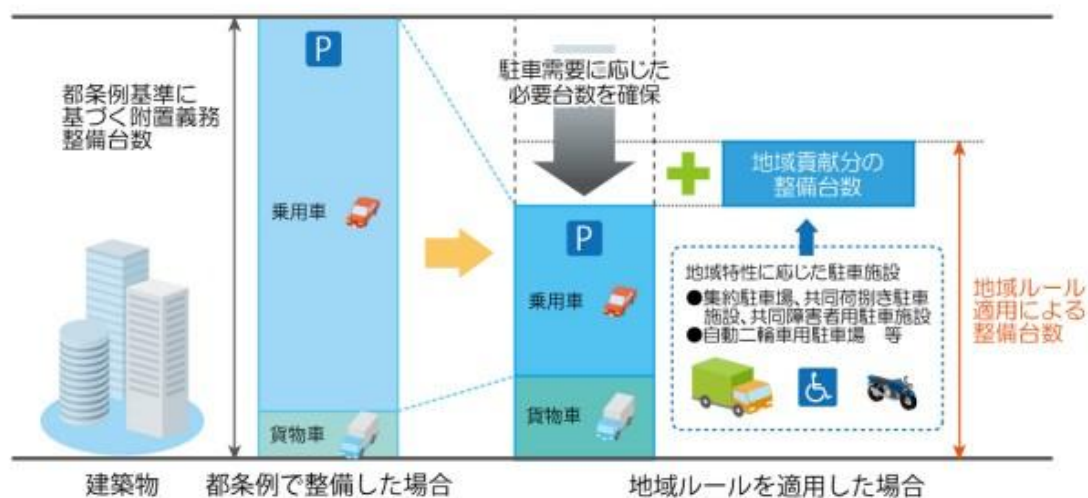 都条例基準に
基づく附置義務
整備台数
P
乗用車
貨物車
駐車需要に応じた
必要台数を確保
P
乗用車
貨物車
地域貢献分の
整備台数
地域特性に応じた駐車施設
●集約駐車場、共同荷捌き駐車
施設、共同障害者用駐車施設
●自動二輪車用駐車場 等
地域ルール
適用による
整備台数
建築物
都条例で整備した場合
地域ルールを適用した場合